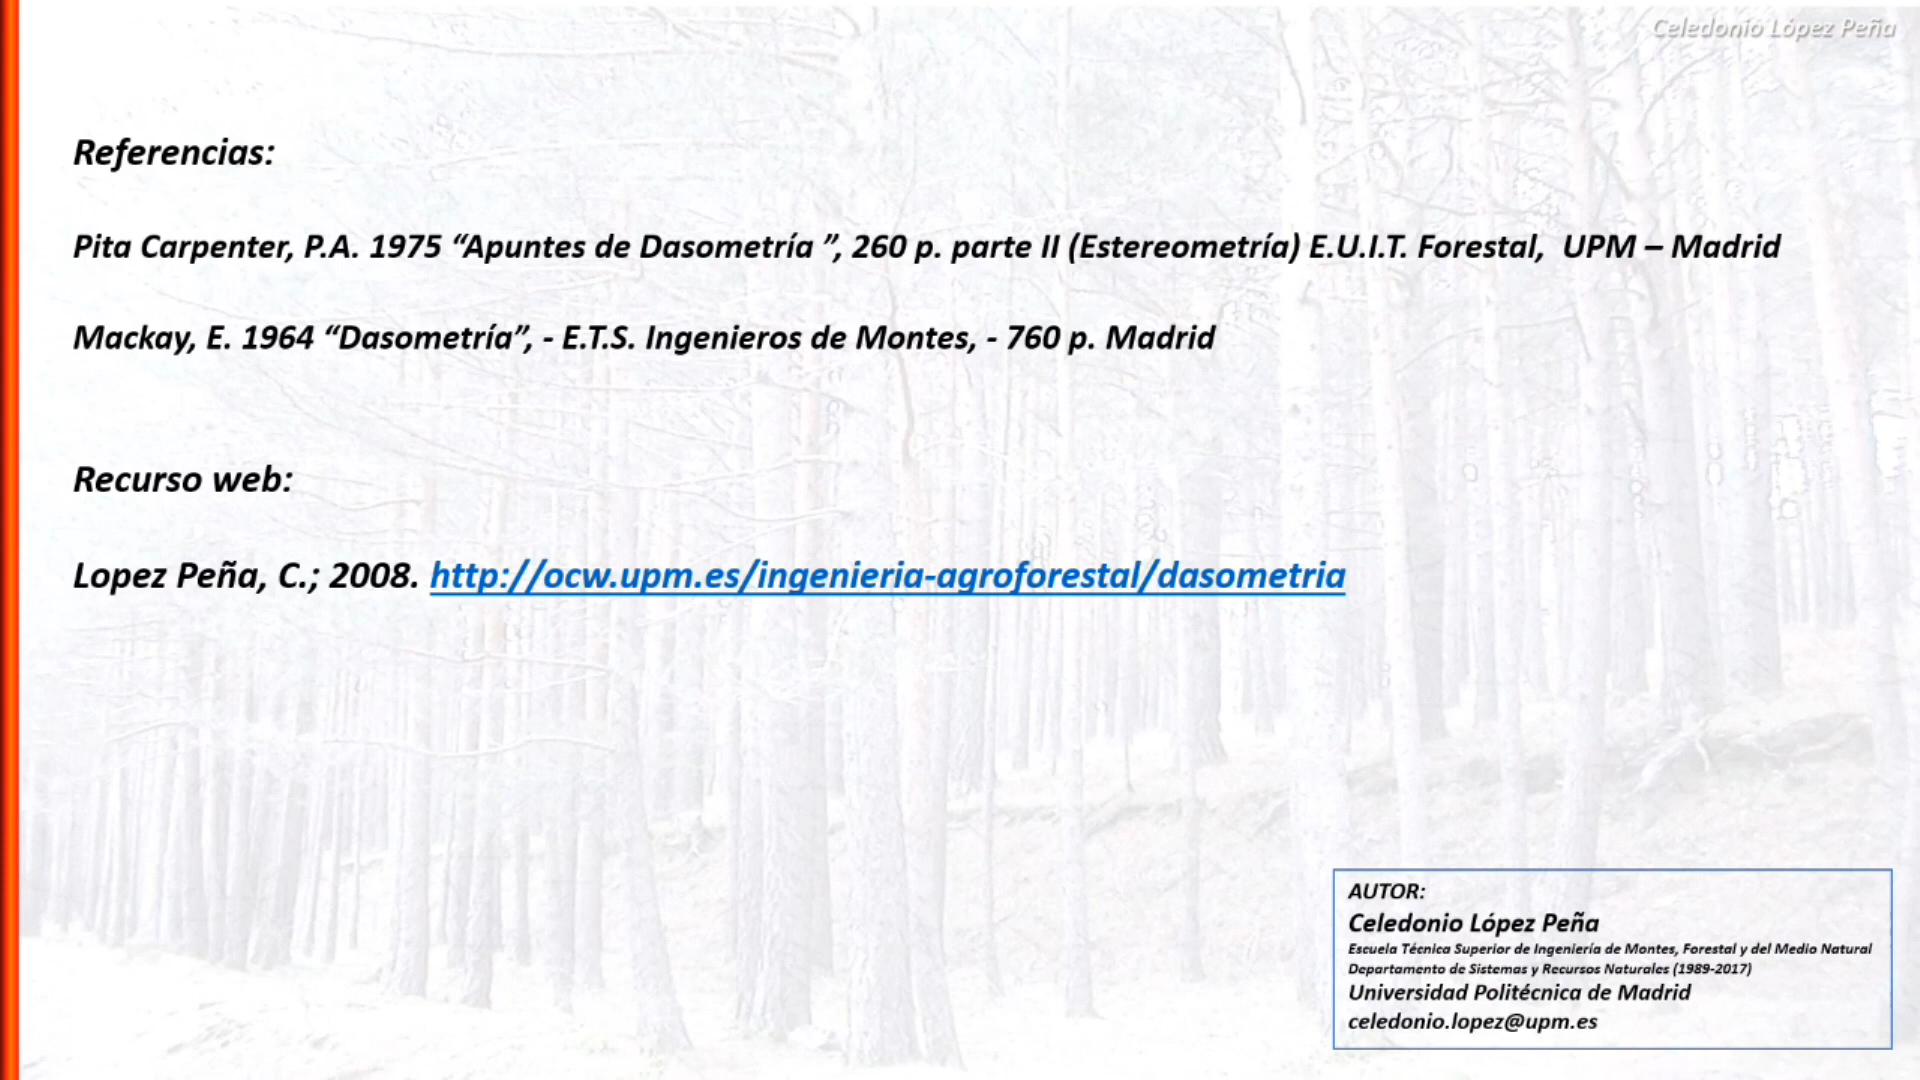 Celedonio López Peña
Referencias:
Pita Carpenter, P.A. 1975 “Apuntes de Dasometría ”, 260 p. parte II (Estereometría) E.U.I.T. Forestal,  UPM – Madrid
Mackay, E. 1964 “Dasometría”, - E.T.S. Ingenieros de Montes, - 760 p. Madrid
Recurso web:
Lopez Peña, C.; 2008. http://ocw.upm.es/ingenieria-agroforestal/dasometria
AUTOR:
Celedonio López Peña
Escuela Técnica Superior de Ingeniería de Montes, Forestal y del Medio Natural
Departamento de Sistemas y Recursos Naturales (1989-2017)
Universidad Politécnica de Madrid
celedonio.lopez@upm.es